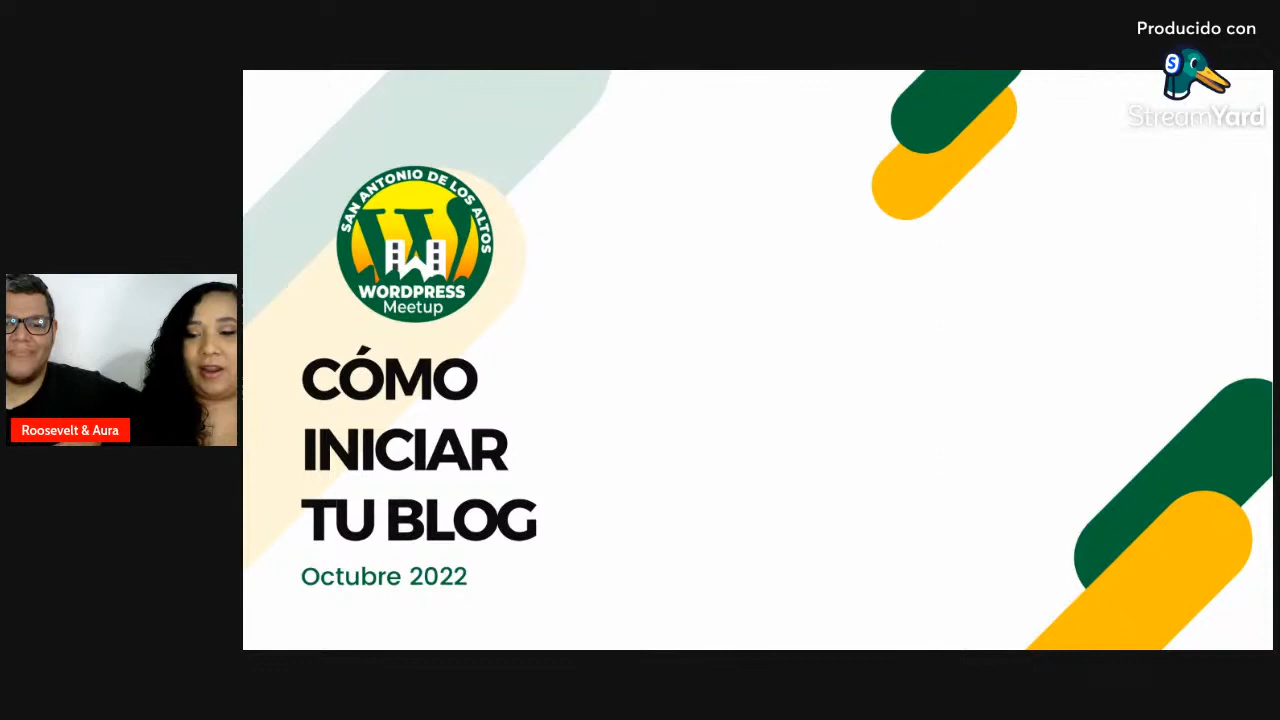 Producido con
StreamYard
SAN ANTONIO DE LOS ALTOS
WORDPRESS
Meetup
CÓMO
INICIAR
TU BLOG
Octubre 2022
Roosevelt & Aura